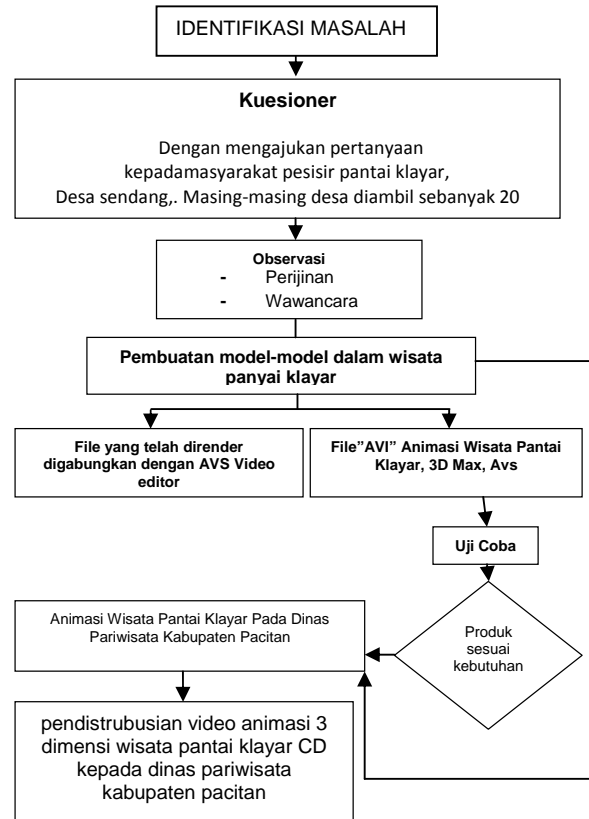 IDENTIFIKASI MASALAH
Kuesioner
Dengan mengajukan pertanyaan
kepadamasyarakat pesisir pantai klayar,
Desa sendang,. Masing-masing desa diambil sebanyak 20
Observasi
- Perijinan
- Wawancara
Pembuatan model-model dalam wisata
panyai klayar
File yang telah dirender
digabungkan dengan AVS Video
editor
File”AVI” Animasi Wisata Pantai
Klayar, 3D Max, Avs
Uji Coba
Produk
sesuai
kebutuhan
Animasi Wisata Pantai Klayar Pada Dinas
Pariwisata Kabupaten Pacitan
pendistrubusian video animasi 3
dimensi wisata pantai klayar CD
kepada dinas pariwisata
kabupaten pacitan